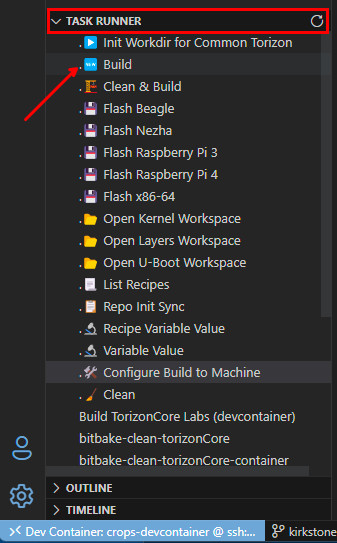 TASK RUNNER
. Init Workdir for Common Torizon
. NEW Build
. Clean & Build
. Flash Beagle
. Flash Nezha
. Flash Raspberry Pi 3
. Flash Raspberry Pi 4
. Flash x86-64
. Open Kernel Workspace
. Open Layers Workspace
. Open U-Boot Workspace
. List Recipes
. Repo Init Sync
. Recipe Variable Value
. Variable Value
. Configure Build to Machine
. Clean
Build TorizonCore Labs (devcontainer)
bitbake-clean-torizonCore
bitbake-clean-torizonCore-container
OUTLINE
TIMELINE
Dev Container: crops-devcontainer @ ssh:... kirkstone